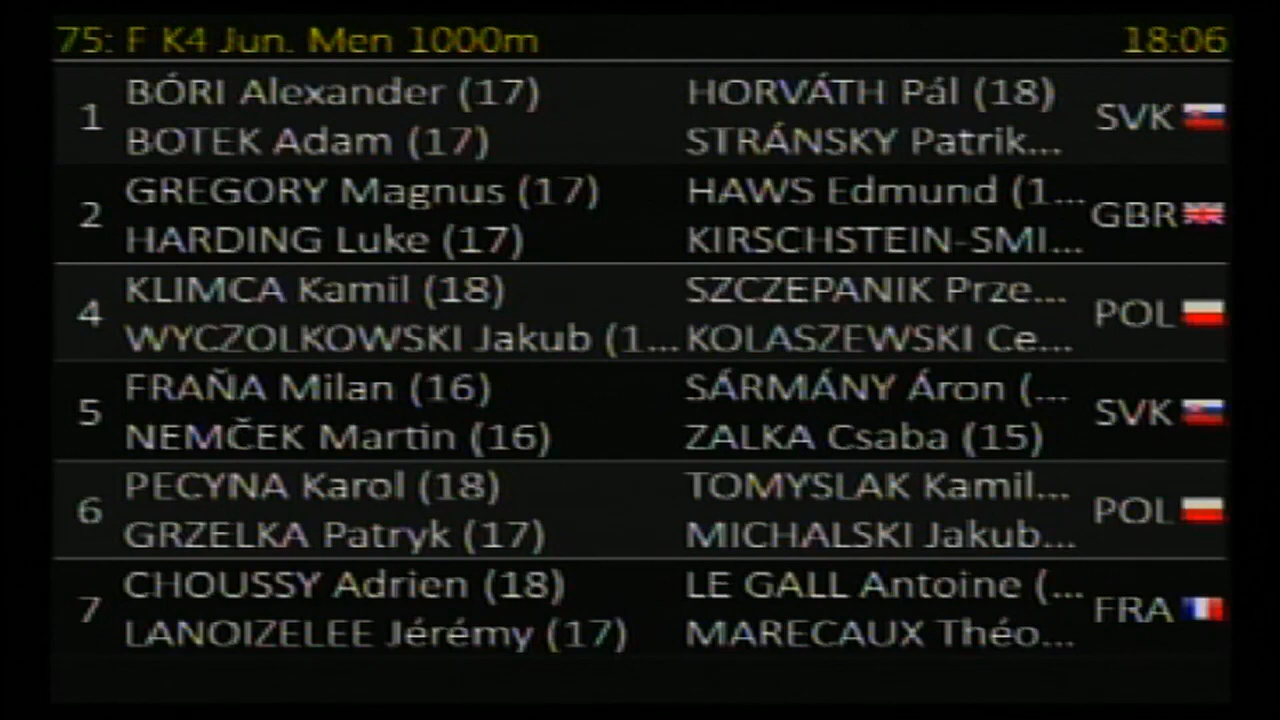 75: F K4 Jun. Men 1000m 18:06
1 BÓRI Alexander (17) HORVÁTH Pál (18) SVK
BOTEK Adam (17) STRÁNSKY Patrik...
2 GREGORY Magnus (17) HAWS Edmund (1... GBR
HARDING Luke (17) KIRSCHSTEIN-SMI...
4 KLIMCA Kamil (18) SZCZEPANIK Prze... POL
WYCZOLKOWSKI Jakub (1... KOLASZEWSKI Ce...
5 FRAŇA Milan (16) SÁRMÁNY Áron (... SVK
NEMČEK Martin (16) ZALKA Csaba (15)
6 PECYNA Karol (18) TOMYSLAK Kamil... POL
GRZELKA Patryk (17) MICHALSKI Jakub...
7 CHOUSSY Adrien (18) LE GALL Antoine (... FRA
LANOIZELEE Jérémy (17) MARECAUX Théo...